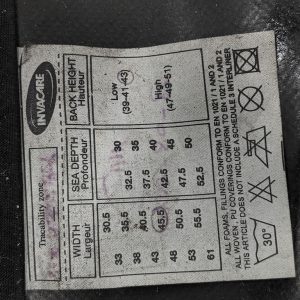 Traceability zone
INVACARE
WIDTH
Largeur
30.5
33
35.5
38
40.5
43
45.5
48
50.5
53
55.5
61
SEA DEPTH
Profondeur
30
32.5
35
37.5
40
42.5
45
47.5
50
52.5
BACK HEIGHT
Hauteur
Low
(39-41-43)
High
(47-49-51)
ALL FOAMS, FILLINGS CONFORM TO EN 1021 1 AND 2
ALL WOVEN, PU COVERINGS CONFORM TO EN 1021 1 AND 2
THIS ARTICLE DOES NOT INCLUDE A SCHEDULE 3 INTERLINER
30°